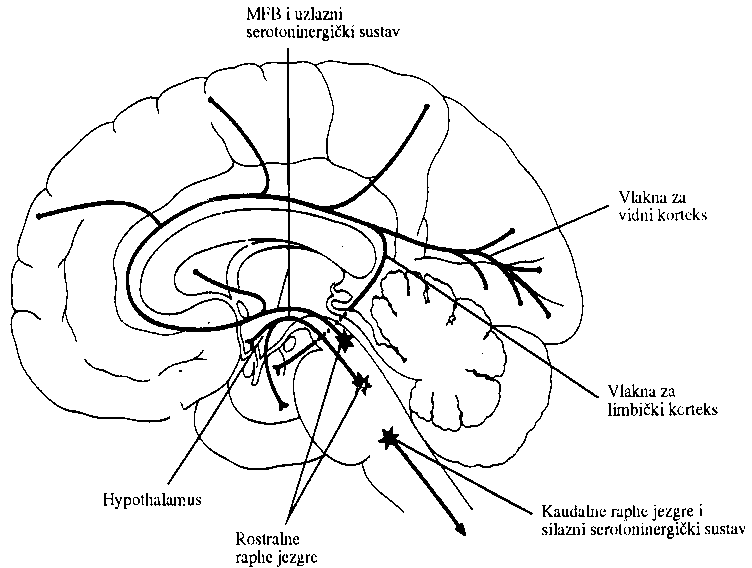 MFB i uzlazni
serotoninergički sustav
Vlakna za
vidni korteks
Vlakna za
limbički korteks
Hypothalamus
Rostralne
raphe jezgre
Kaudalne raphe jezgre i
silazni serotoninergički sustav